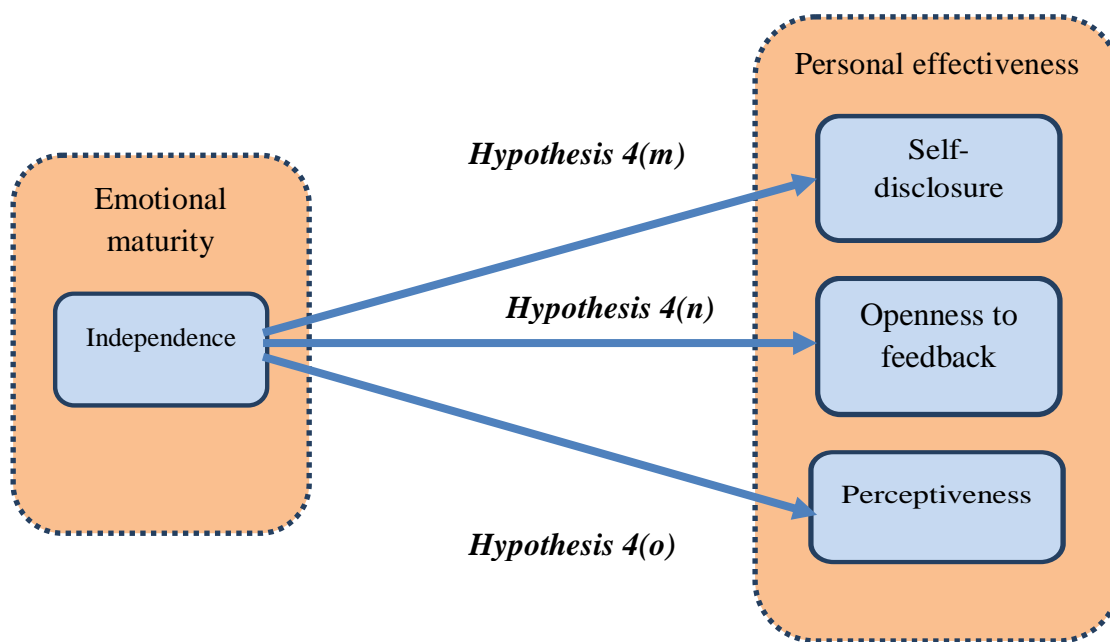 Personal effectiveness
Hypothesis 4(m)
Self-
disclosure
Emotional
maturity
Hypothesis 4(n)
Independence
Openness to
feedback
Perceptiveness
Hypothesis 4(o)